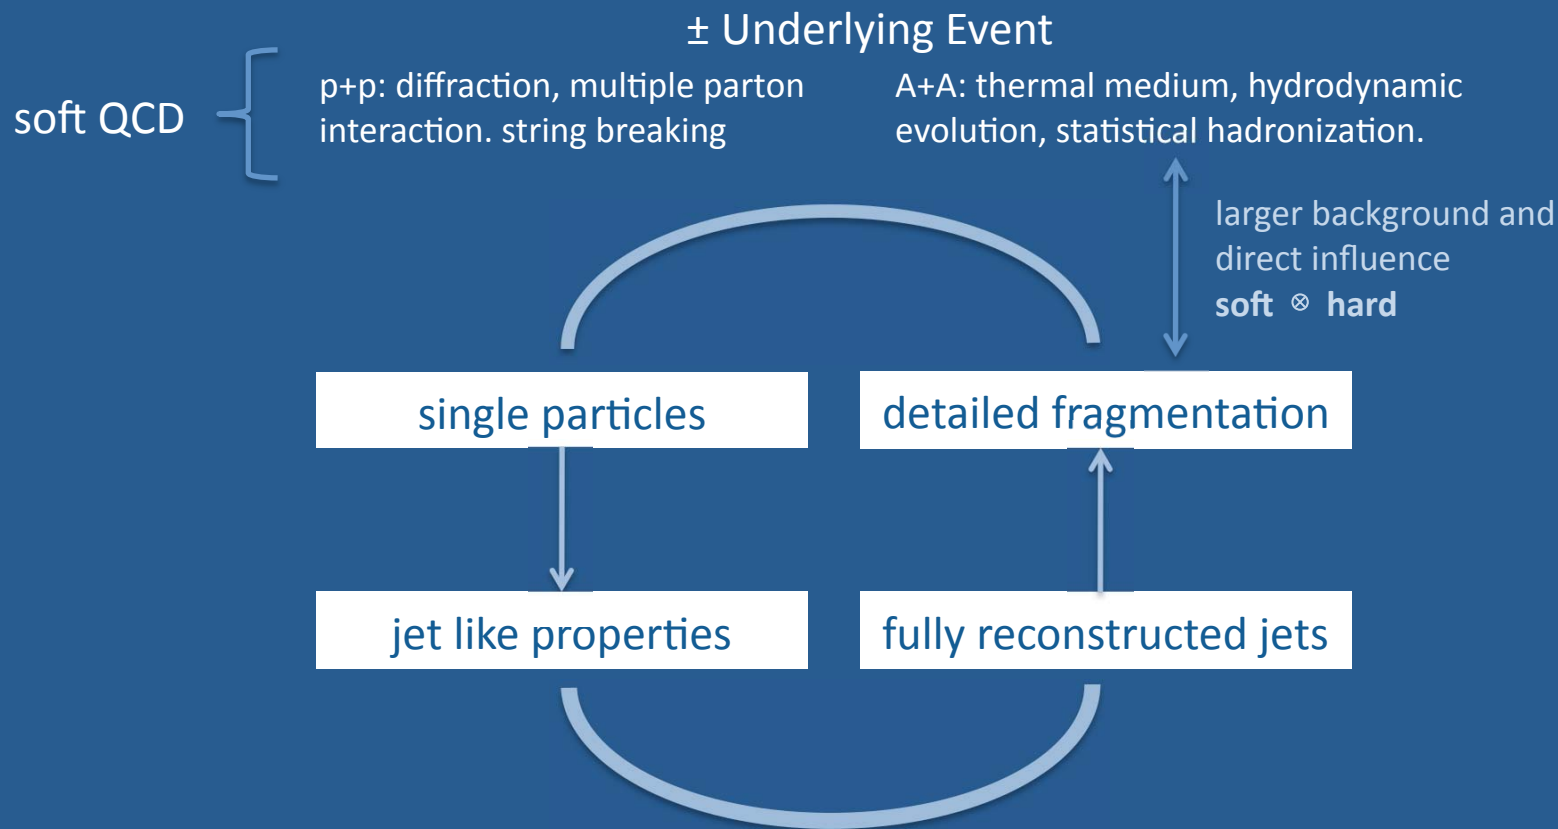 ± Underlying Event
soft QCD
p+p: diffraction, multiple parton
interaction. string breaking
A+A: thermal medium, hydrodynamic
evolution, statistical hadronization.
larger background and
direct influence
soft ⊗ hard
single particles
detailed fragmentation
jet like properties
fully reconstructed jets